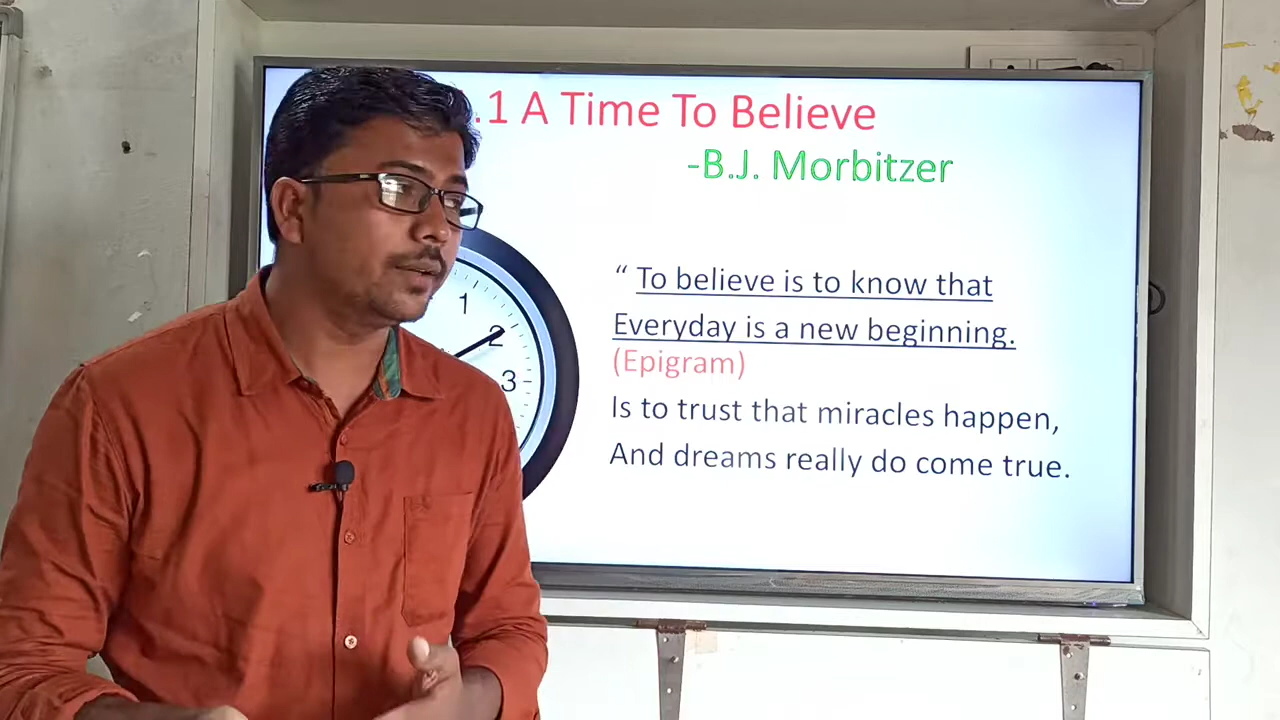 .1 A Time To Believe
-B.J. Morbitzer
1
2
3
“ To believe is to know that
Everyday is a new beginning.
(Epigram)
Is to trust that miracles happen,
And dreams really do come true.